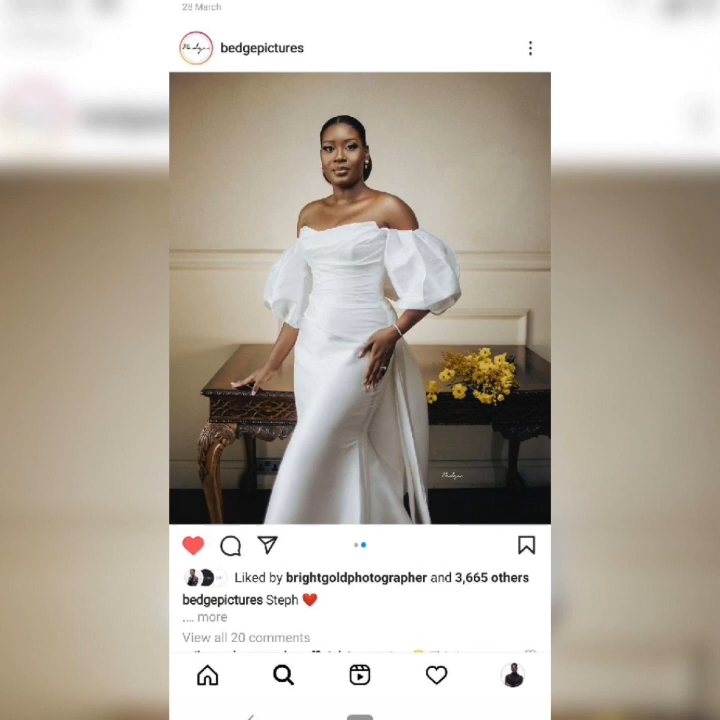 28 March
bedgepictures
Liked by brightgoldphotographer and 3,665 others
bedgepictures Steph ❤️
.... more
View all 20 comments